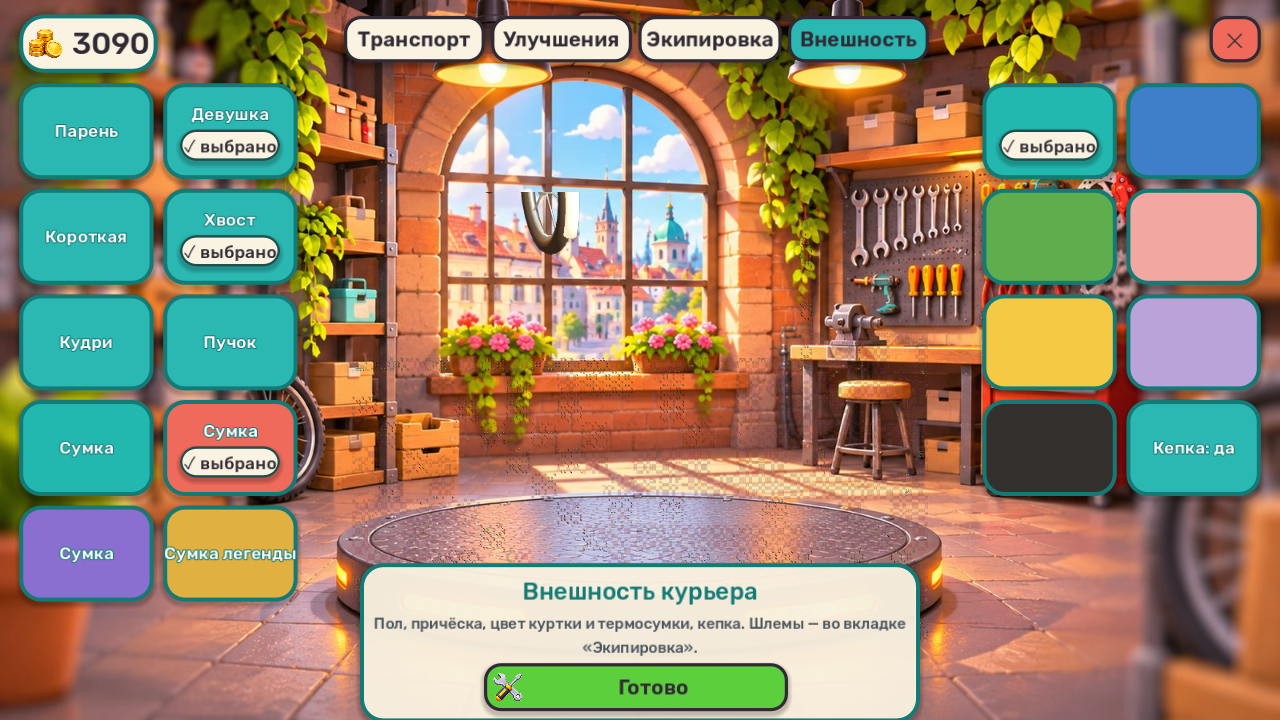 3090
Транспорт
Улучшения
Экипировка
Внешность
Парень
Девушка
✓ выбрано
Короткая
Хвост
✓ выбрано
Кудри
Пучок
Сумка
Сумка
✓ выбрано
Сумка
Сумка легенды
✓ выбрано
Кепка: да
Внешность курьера
Пол, причёска, цвет куртки и термосумки, кепка. Шлемы — во вкладке
«Экипировка».
Готово